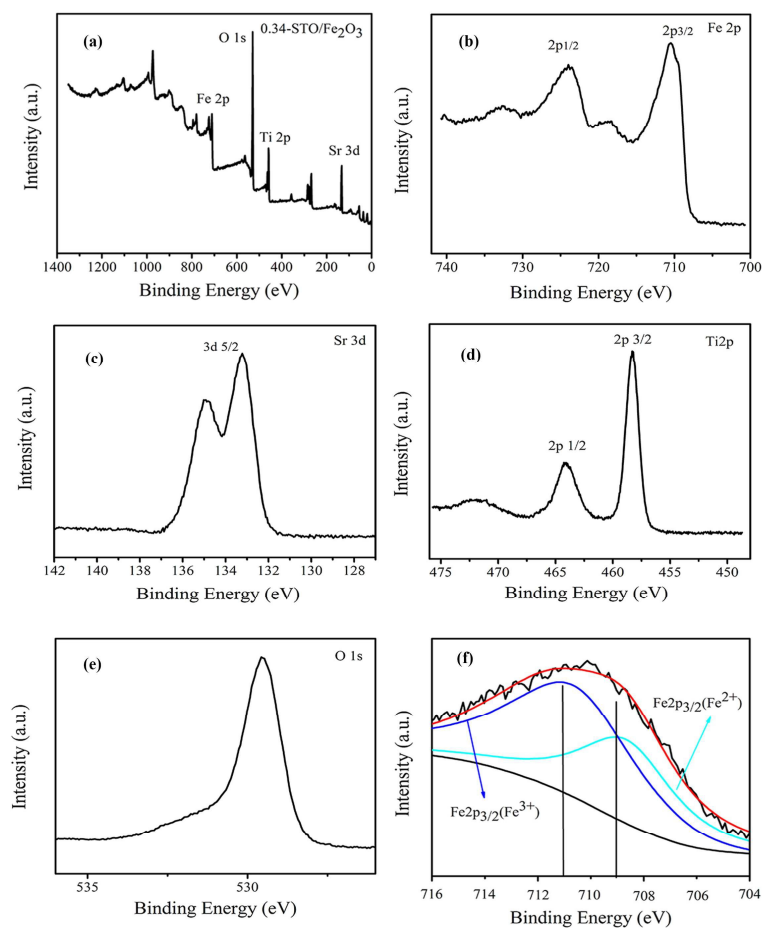 (a)
0.34-STO/Fe2O3
O 1s
Fe 2p
Ti 2p
Sr 3d
Intensity (a.u.)
1400 1200 1000 800 600 400 200 0
Binding Energy (eV)
(b)
Fe 2p
2p1/2
2p3/2
Intensity (a.u.)
740 730 720 710 700
Binding Energy (eV)
(c)
Sr 3d
3d 5/2
Intensity (a.u.)
142 140 138 135 132 130 128
Binding Energy (eV)
(d)
Ti2p
2p 3/2
2p 1/2
Intensity (a.u.)
475 470 465 460 455 450
Binding Energy (eV)
(e)
O 1s
Intensity (a.u.)
535 530
Binding Energy (eV)
(f)
Fe2p3/2(Fe2+)
Fe2p3/2(Fe3+)
Intensity (a.u.)
716 714 712 710 708 706 704
Binding Energy (eV)